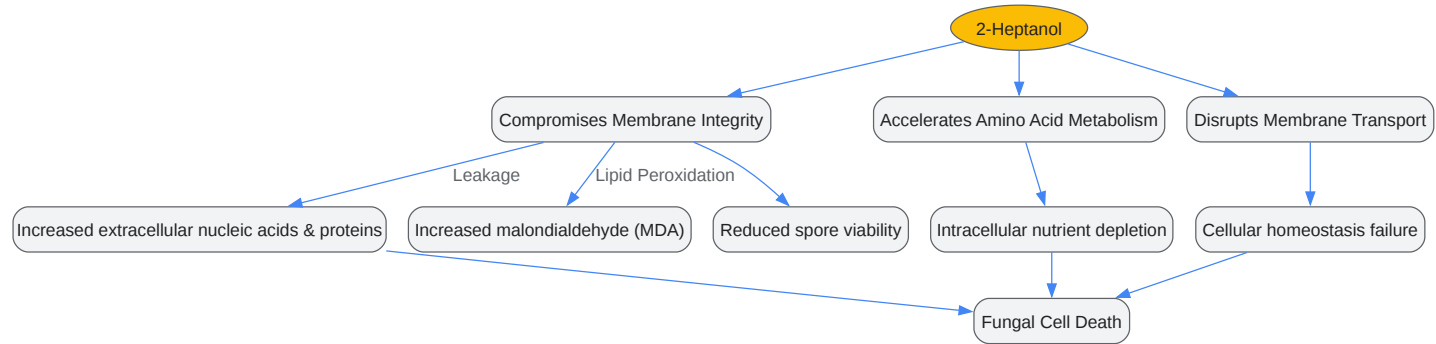 2-Heptanol
Compromises Membrane Integrity
Accelerates Amino Acid Metabolism
Disrupts Membrane Transport
Leakage
Lipid Peroxidation
Increased extracellular nucleic acids & proteins
Increased malondialdehyde (MDA)
Reduced spore viability
Intracellular nutrient depletion
Cellular homeostasis failure
Fungal Cell Death